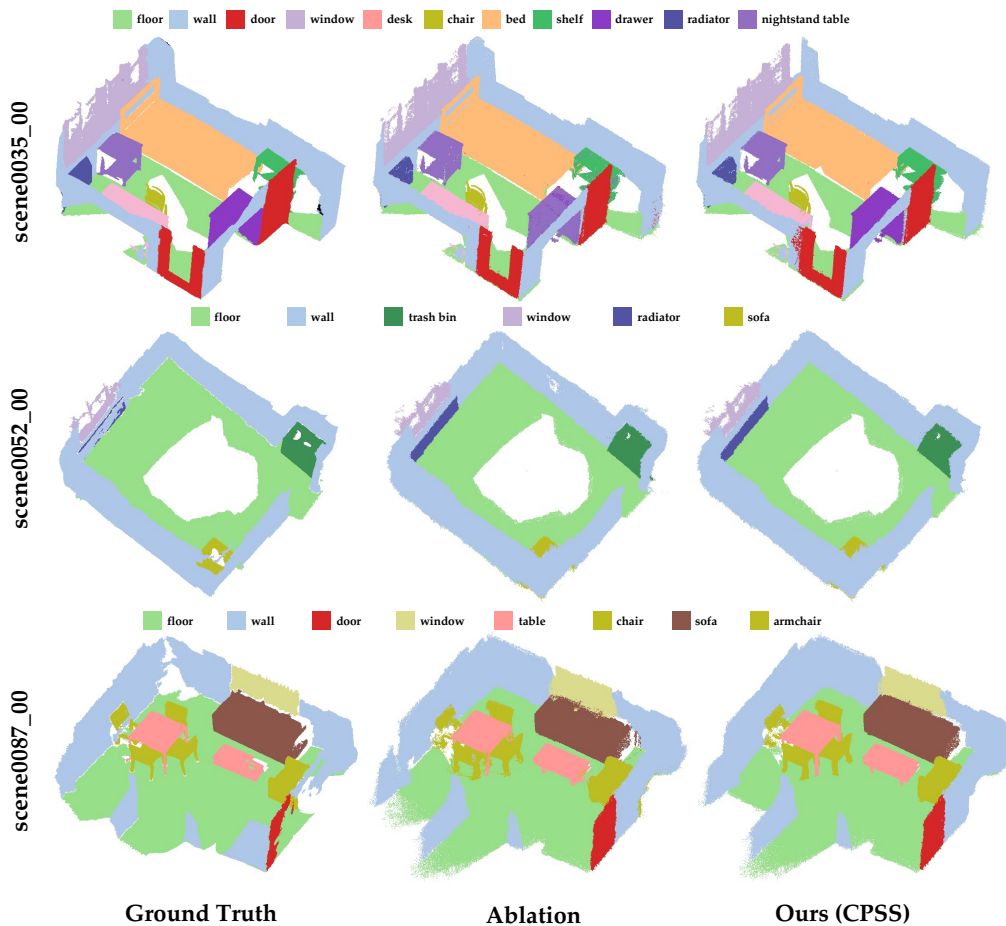 floor wall door window desk chair bed shelf drawer radiator nightstand table
scene0035_00
floor wall trash bin window radiator sofa
scene0052_00
floor wall door window table chair sofa armchair
scene0087_00
Ground Truth Ablation Ours (CPSS)